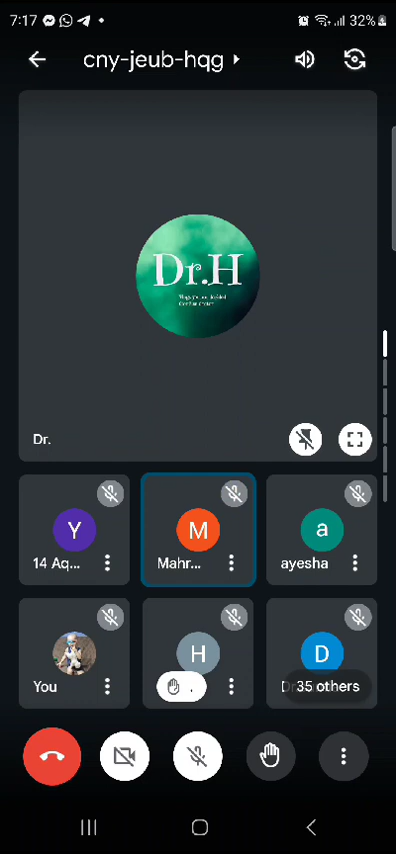 7:17
32%
cny-jeub-hqg
Dr.H
Dr.
Y
M
a
14 Aq...
Mahr...
ayesha
H
D
You
.
35 others